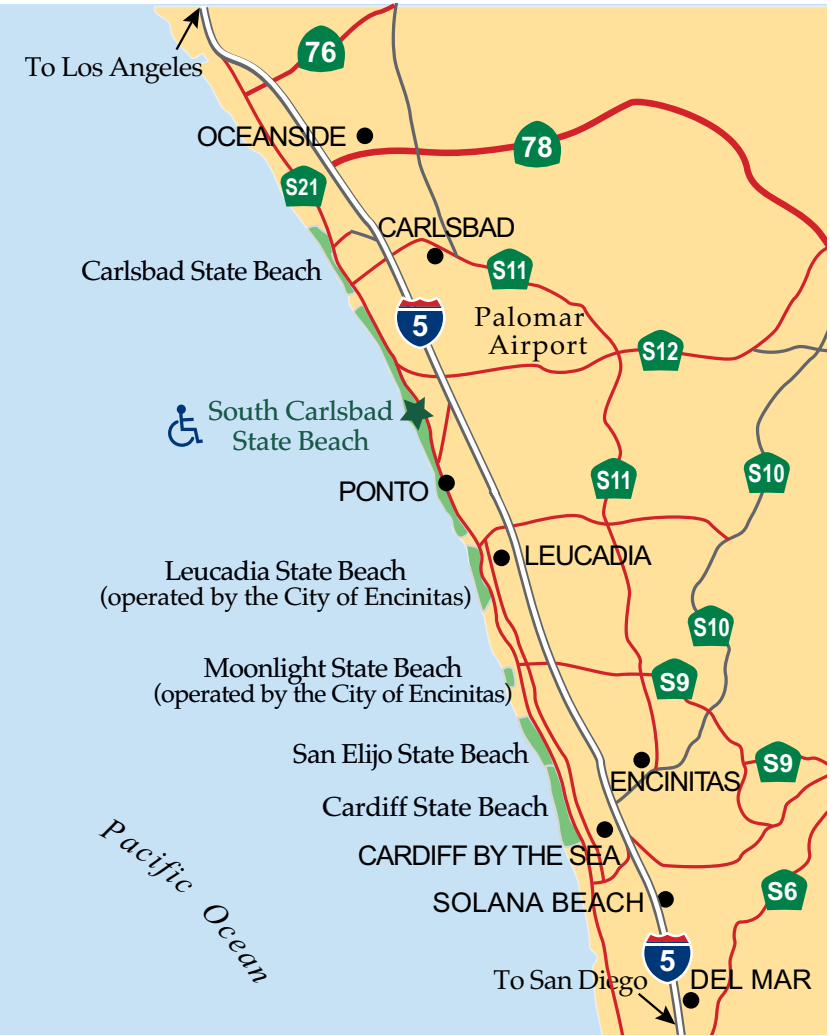 76
To Los Angeles
OCEANSIDE
78
S21
CARLSBAD
Carlsbad State Beach
S11
5
Palomar
Airport
S12
South Carlsbad
State Beach
S11
S10
PONTO
LEUCADIA
Leucadia State Beach
(operated by the City of Encinitas)
S10
Moonlight State Beach
(operated by the City of Encinitas)
S9
San Elijo State Beach
S9
ENCINITAS
Cardiff State Beach
CARDIFF BY THE SEA
Pacific Ocean
S6
SOLANA BEACH
5
To San Diego
DEL MAR